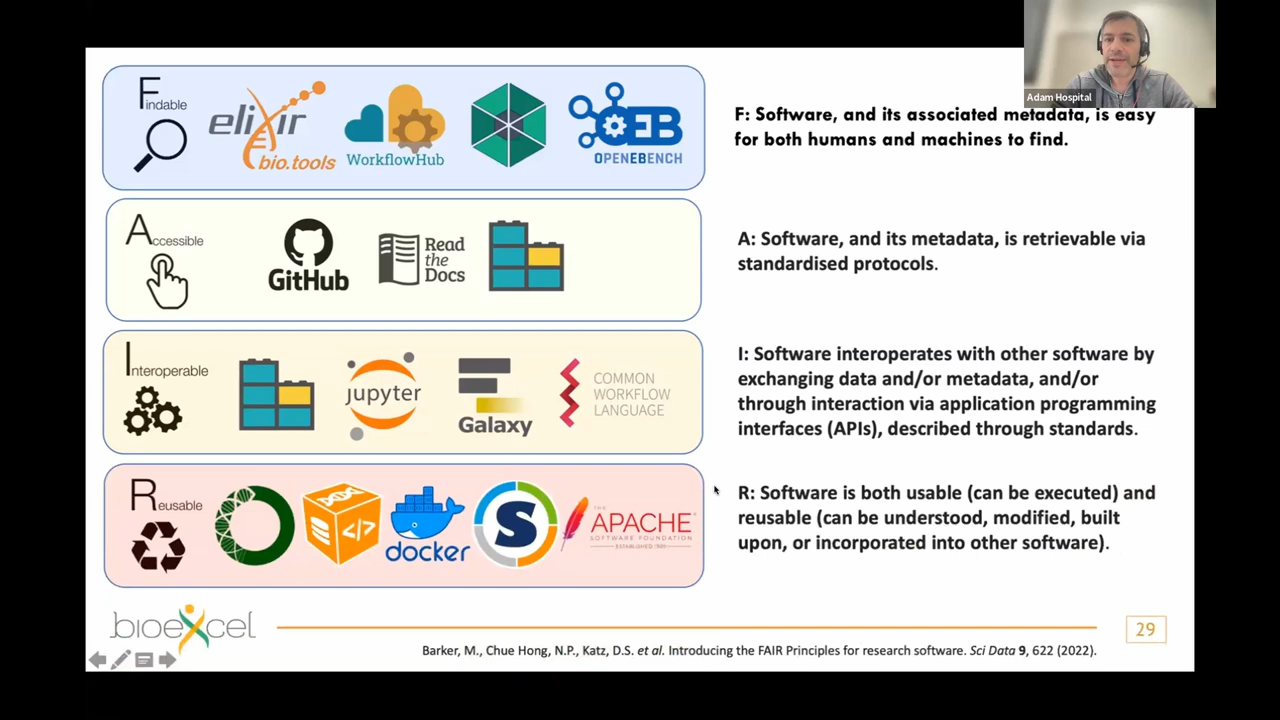 Adam Hospital
Findable
elixir
bio.tools
WorkflowHub
EB
OPENEBENCH
F: Software, and its associated metadata, is easy
for both humans and machines to find.
Accessible
GitHub
Read
the
Docs
A: Software, and its metadata, is retrievable via
standardised protocols.
Interoperable
jupyter
Galaxy
COMMON
WORKFLOW
LANGUAGE
I: Software interoperates with other software by
exchanging data and/or metadata, and/or
through interaction via application programming
interfaces (APIs), described through standards.
Reusable
</>
docker
S
THE
APACHE®
SOFTWARE FOUNDATION
ESTABLISHED 1999
R: Software is both usable (can be executed) and
reusable (can be understood, modified, built
upon, or incorporated into other software).
bioexcel
29
Barker, M., Chue Hong, N.P., Katz, D.S. et al. Introducing the FAIR Principles for research software. Sci Data 9, 622 (2022).